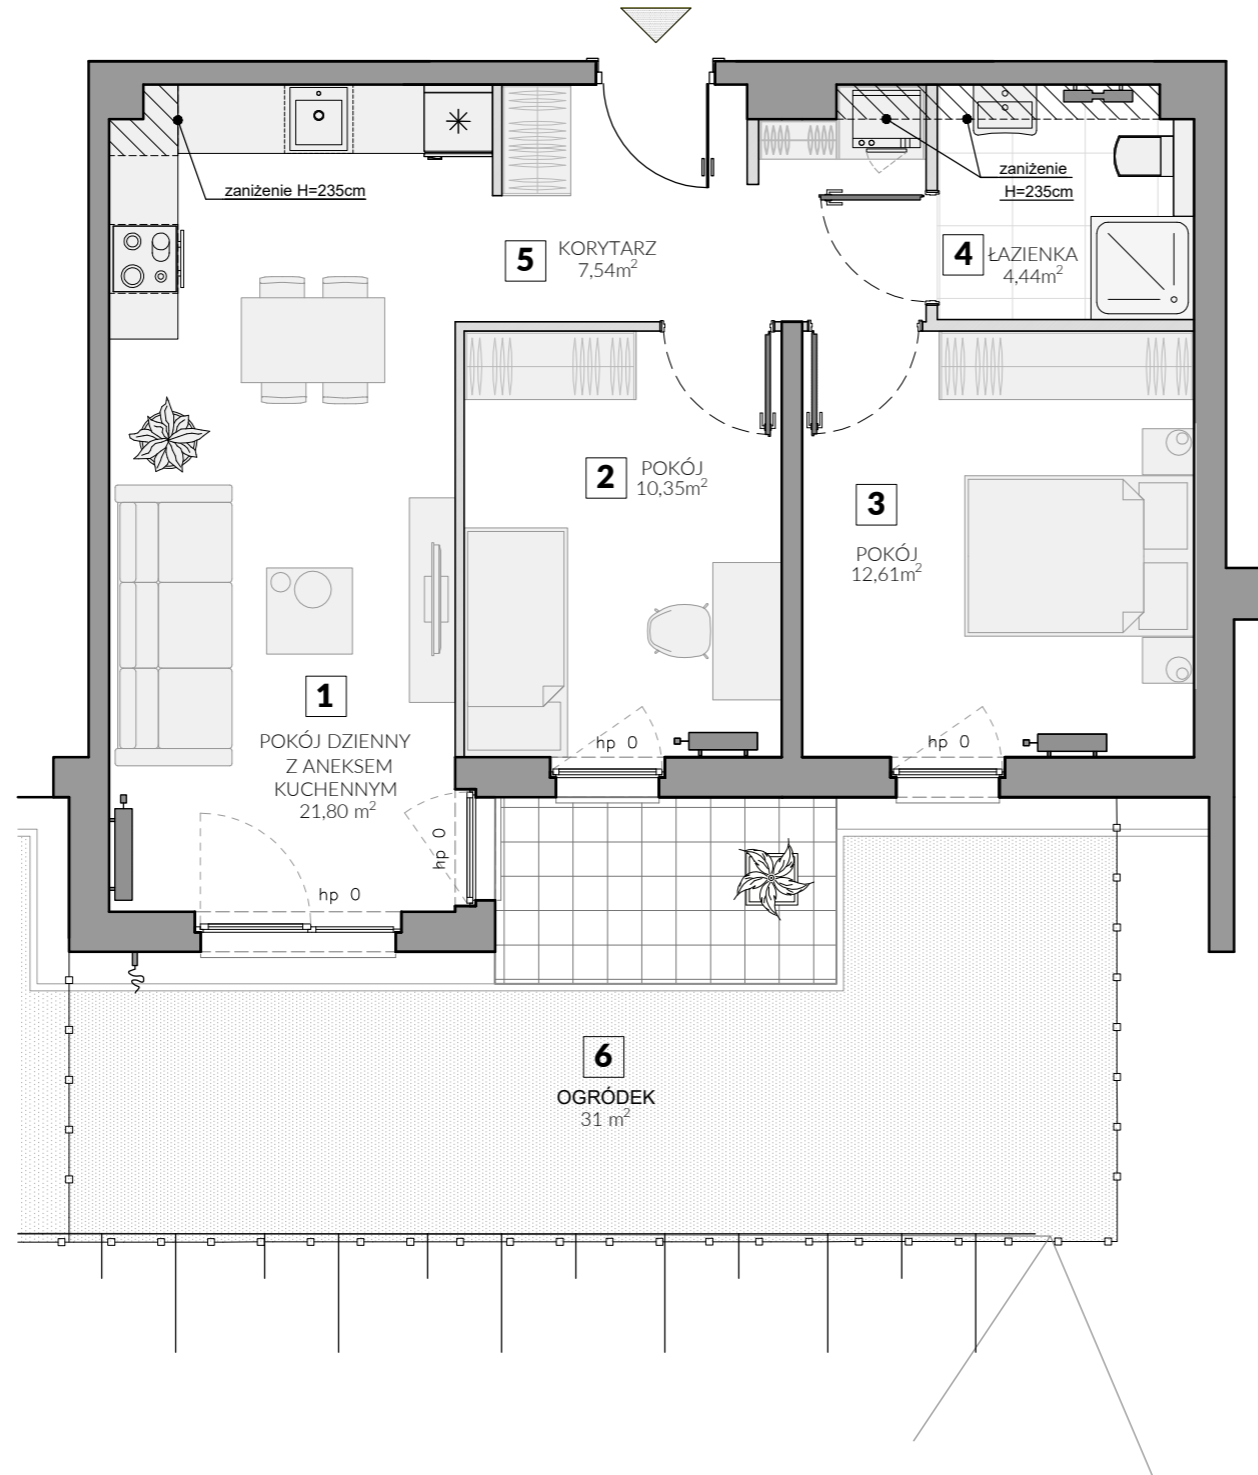 zaniżenie H=235cm
zaniżenie
H=235cm
5
KORYTARZ
7,54m²
4
ŁAZIENKA
4,44m²
2
POKÓJ
10,35m²
3
POKÓJ
12,61m²
1
POKÓJ DZIENNY
Z ANEKSEM
KUCHENNYM
21,80 m²
hp 0
hp 0
hp 0
hp 0
6
OGRÓDEK
31 m²